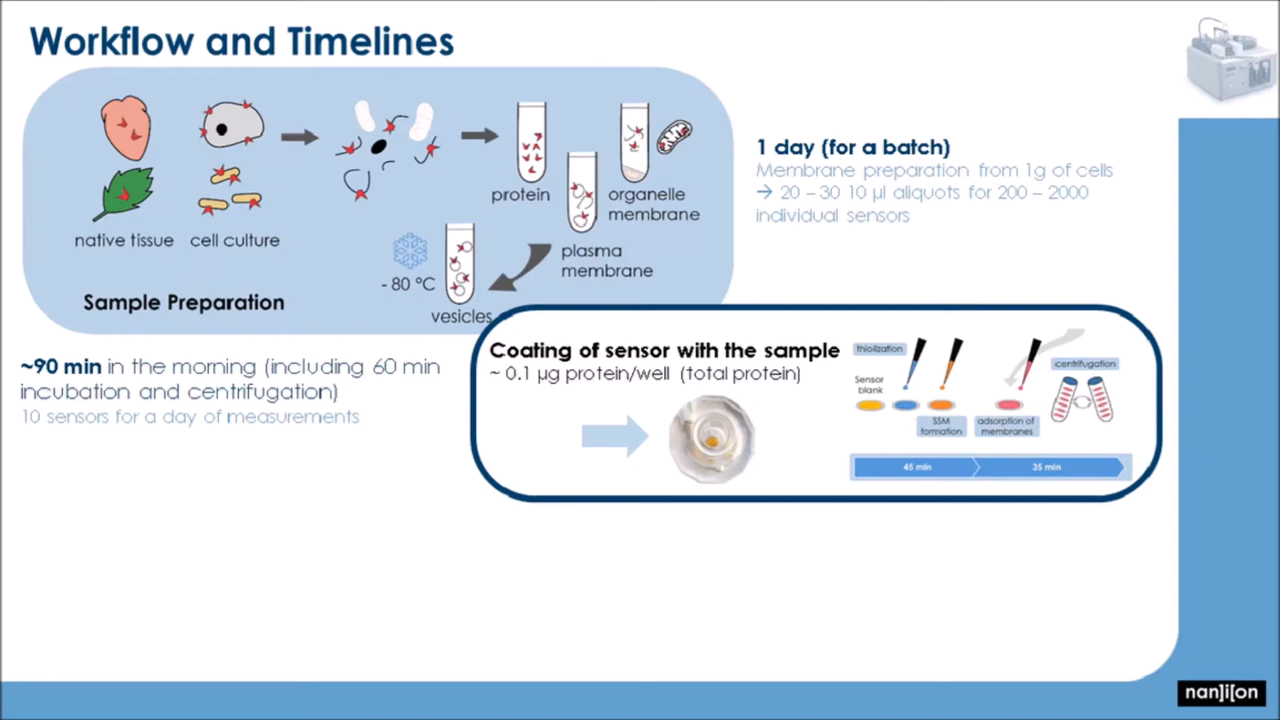 Workflow and Timelines
native tissue
cell culture
protein
organelle
membrane
plasma
membrane
- 80 °C
vesicles
Sample Preparation
1 day (for a batch)
Membrane preparation from 1g of cells
→ 20 – 30 10 µl aliquots for 200 – 2000
individual sensors
~90 min in the morning (including 60 min
incubation and centrifugation)
10 sensors for a day of measurements
Coating of sensor with the sample
~ 0.1 µg protein/well (total protein)
thiolization
Sensor
blank
SSM
formation
adsorption of
membranes
centrifugation
45 min
35 min
nan]i[on